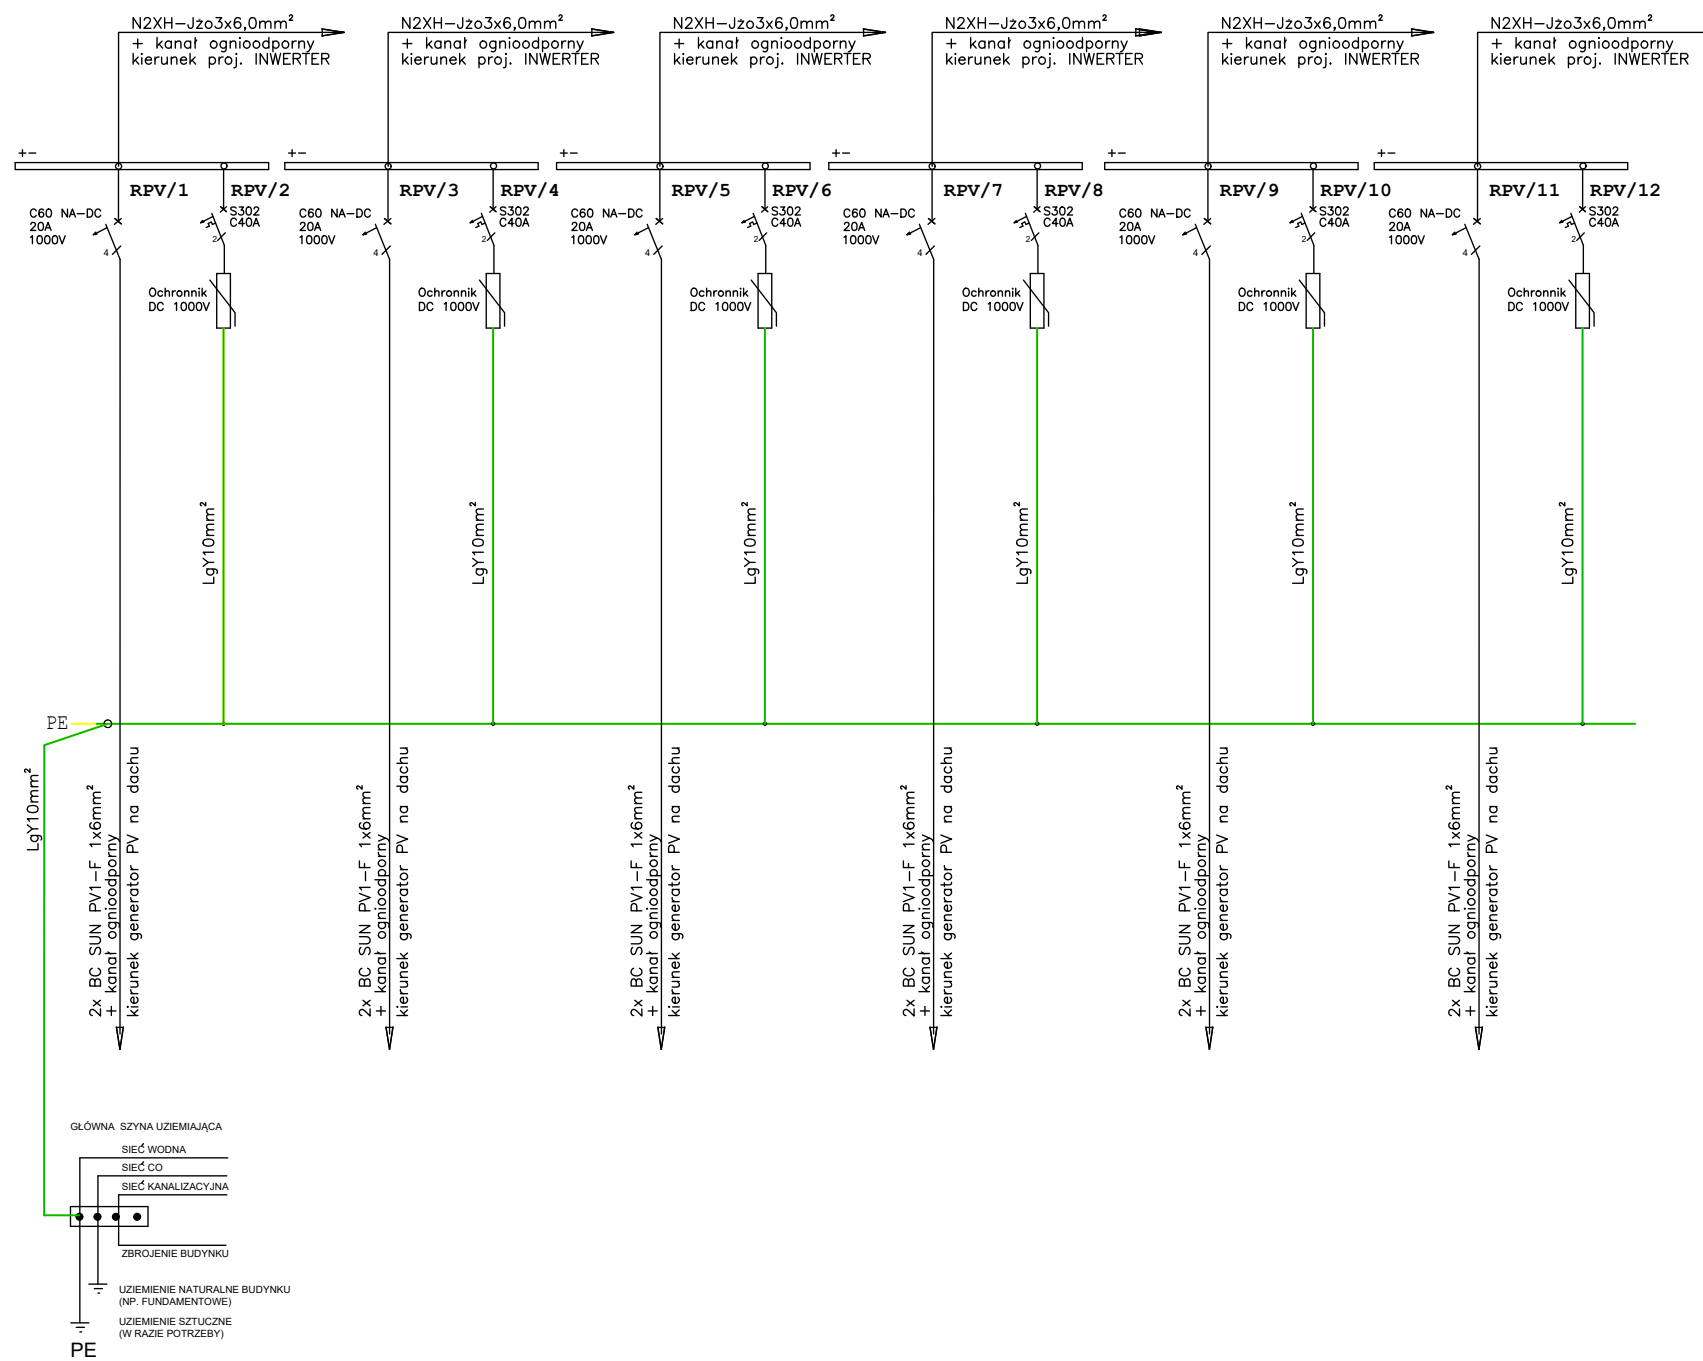 N2XH-Jżo3x6,0mm²
+ kanał ognioodporny
kierunek proj. INWERTER
N2XH-Jżo3x6,0mm²
+ kanał ognioodporny
kierunek proj. INWERTER
N2XH-Jżo3x6,0mm²
+ kanał ognioodporny
kierunek proj. INWERTER
N2XH-Jżo3x6,0mm²
+ kanał ognioodporny
kierunek proj. INWERTER
N2XH-Jżo3x6,0mm²
+ kanał ognioodporny
kierunek proj. INWERTER
N2XH-Jżo3x6,0mm²
+ kanał ognioodporny
kierunek proj. INWERTER
+-
+-
+-
+-
+-
+-
RPV/1 RPV/2
RPV/3 RPV/4
RPV/5 RPV/6
RPV/7 RPV/8
RPV/9 RPV/10
RPV/11 RPV/12
C60 NA-DC
20A
1000V
4
S302
C40A
2
C60 NA-DC
20A
1000V
4
S302
C40A
2
C60 NA-DC
20A
1000V
4
S302
C40A
2
C60 NA-DC
20A
1000V
4
S302
C40A
2
C60 NA-DC
20A
1000V
4
S302
C40A
2
C60 NA-DC
20A
1000V
4
S302
C40A
2
Ochronnik
DC 1000V
Ochronnik
DC 1000V
Ochronnik
DC 1000V
Ochronnik
DC 1000V
Ochronnik
DC 1000V
Ochronnik
DC 1000V
LgY10mm²
LgY10mm²
LgY10mm²
LgY10mm²
LgY10mm²
LgY10mm²
PE
LgY10mm²
2x BC SUN PV1-F 1x6mm²
+ kanał ognioodporny
kierunek generator PV na dachu
2x BC SUN PV1-F 1x6mm²
+ kanał ognioodporny
kierunek generator PV na dachu
2x BC SUN PV1-F 1x6mm²
+ kanał ognioodporny
kierunek generator PV na dachu
2x BC SUN PV1-F 1x6mm²
+ kanał ognioodporny
kierunek generator PV na dachu
2x BC SUN PV1-F 1x6mm²
+ kanał ognioodporny
kierunek generator PV na dachu
2x BC SUN PV1-F 1x6mm²
+ kanał ognioodporny
kierunek generator PV na dachu
GŁÓWNA SZYNA UZIEMIAJĄCA
SIEĆ WODNA
SIEĆ CO
SIEĆ KANALIZACYJNA
ZBROJENIE BUDYNKU
UZIEMIENIE NATURALNE BUDYNKU
(NP. FUNDAMENTOWE)
UZIEMIENIE SZTUCZNE
(W RAZIE POTRZEBY)
PE